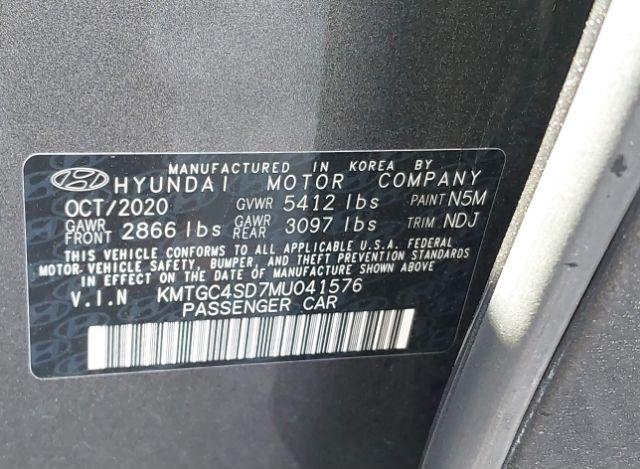 MANUFACTURED IN KOREA BY
HYUNDAI MOTOR COMPANY
OCT/2020 GVWR 5412 lbs PAINT N5M
GAWR FRONT 2866 lbs GAWR REAR 3097 lbs TRIM NDJ
THIS VEHICLE CONFORMS TO ALL APPLICABLE U.S.A. FEDERAL
MOTOR-VEHICLE SAFETY, BUMPER, AND THEFT PREVENTION STANDARDS
IN EFFECT ON THE DATE OF MANUFACTURE SHOWN ABOVE.
V.I.N KMTGC4SD7MU041576
PASSENGER CAR